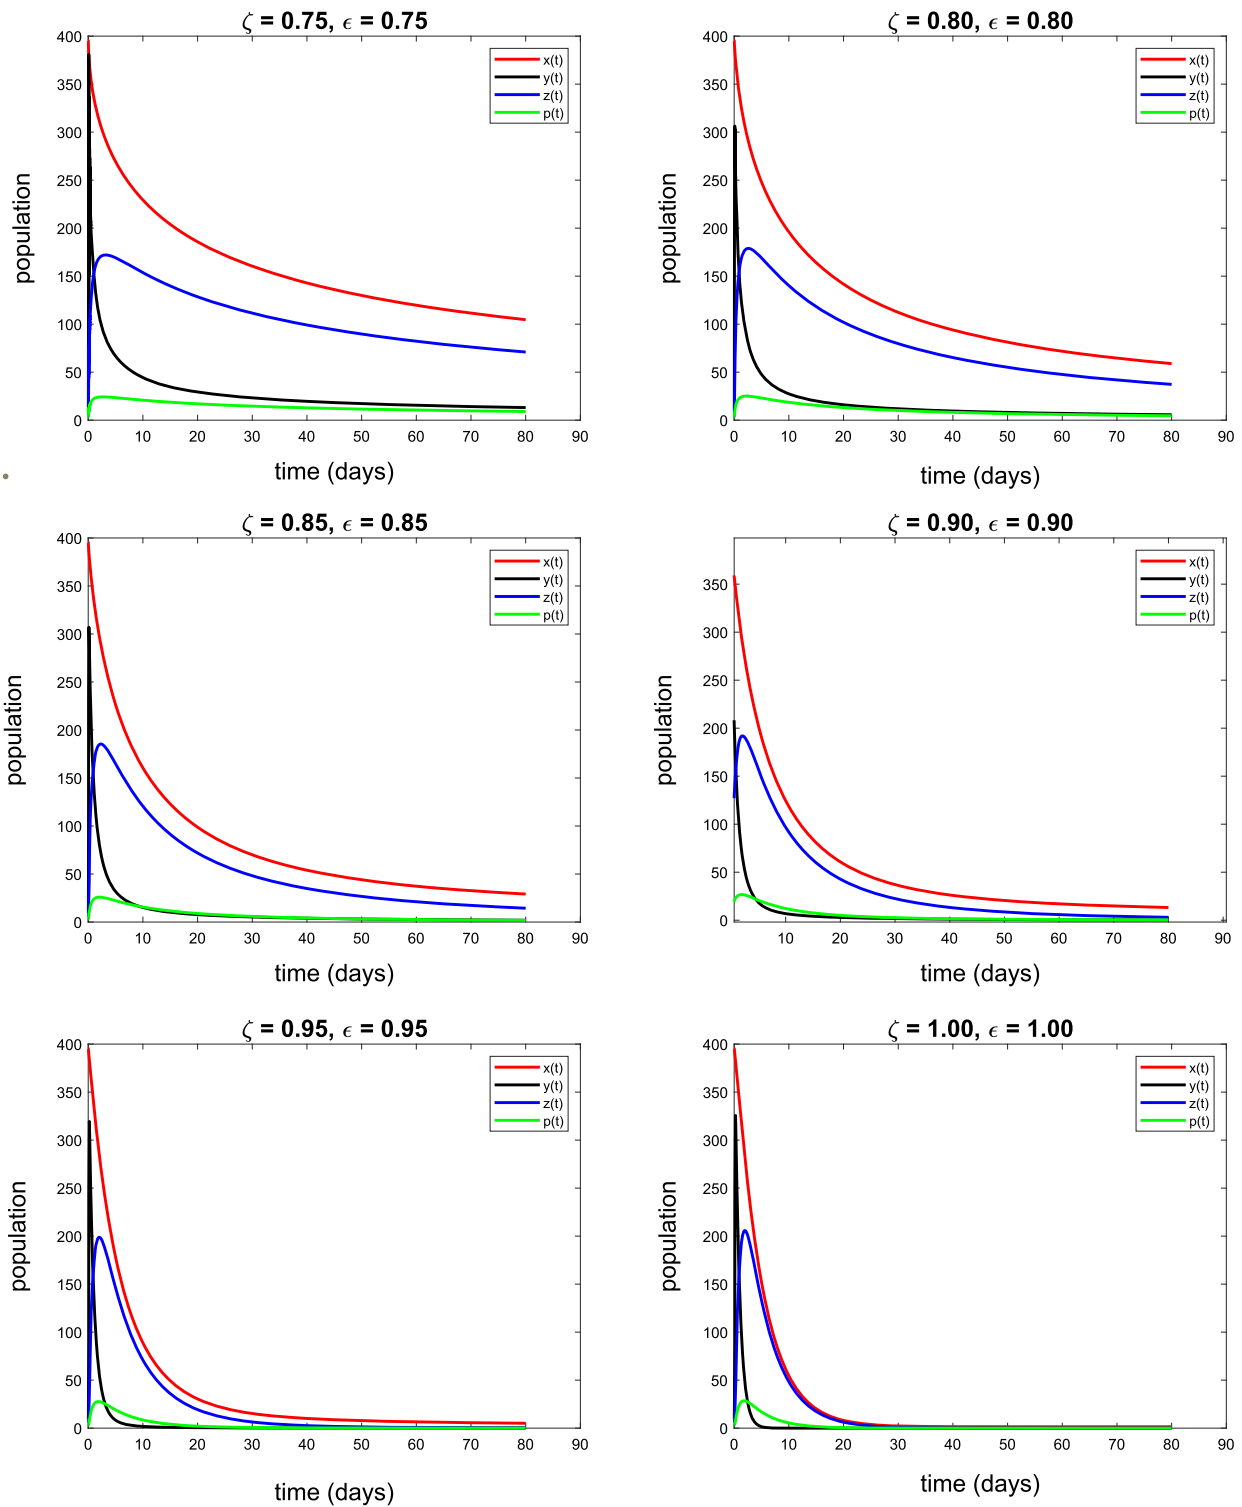 ζ = 0.75, ϵ = 0.75
400
350
300
250
200
150
100
50
0
population
x(t)
y(t)
z(t)
p(t)
0 10 20 30 40 50 60 70 80 90
time (days)
ζ = 0.80, ϵ = 0.80
400
350
300
250
200
150
100
50
0
population
x(t)
y(t)
z(t)
p(t)
0 10 20 30 40 50 60 70 80 90
time (days)
ζ = 0.85, ϵ = 0.85
400
350
300
250
200
150
100
50
0
population
x(t)
y(t)
z(t)
p(t)
0 10 20 30 40 50 60 70 80 90
time (days)
ζ = 0.90, ϵ = 0.90
350
300
250
200
150
100
50
0
population
x(t)
y(t)
z(t)
p(t)
10 20 30 40 50 60 70 80 90
time (days)
ζ = 0.95, ϵ = 0.95
400
350
300
250
200
150
100
50
0
population
x(t)
y(t)
z(t)
p(t)
0 10 20 30 40 50 60 70 80 90
time (days)
ζ = 1.00, ϵ = 1.00
400
350
300
250
200
150
100
50
0
population
x(t)
y(t)
z(t)
p(t)
0 10 20 30 40 50 60 70 80 90
time (days)